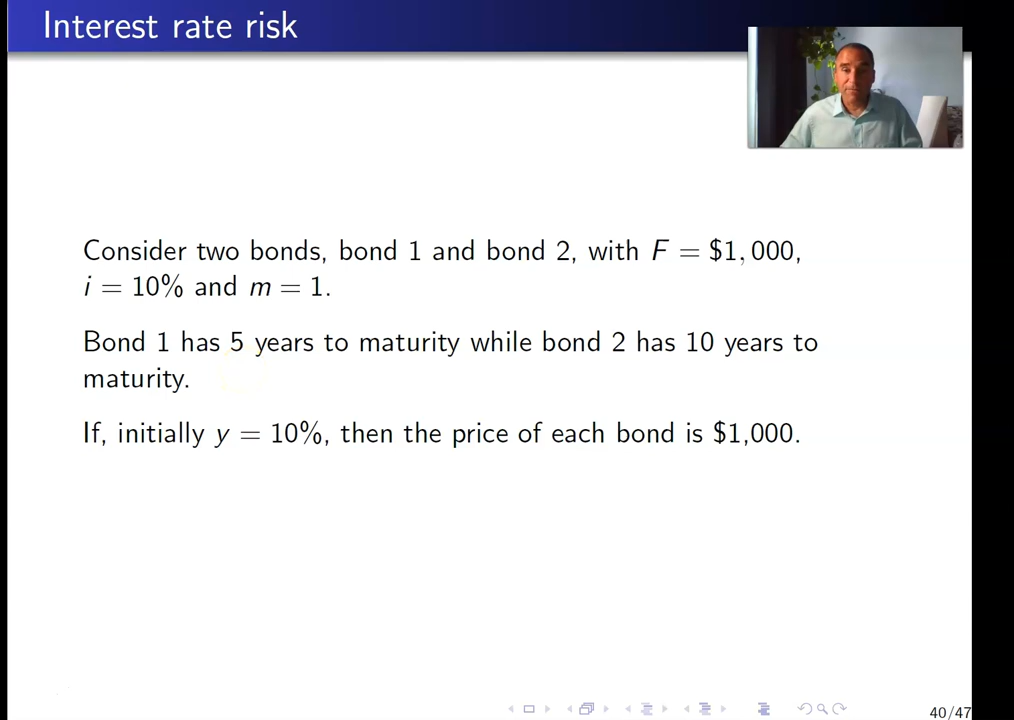 Interest rate risk
Consider two bonds, bond 1 and bond 2, with F = $1,000,
i = 10% and m = 1.
Bond 1 has 5 years to maturity while bond 2 has 10 years to
maturity.
If, initially y = 10%, then the price of each bond is $1,000.
40/47